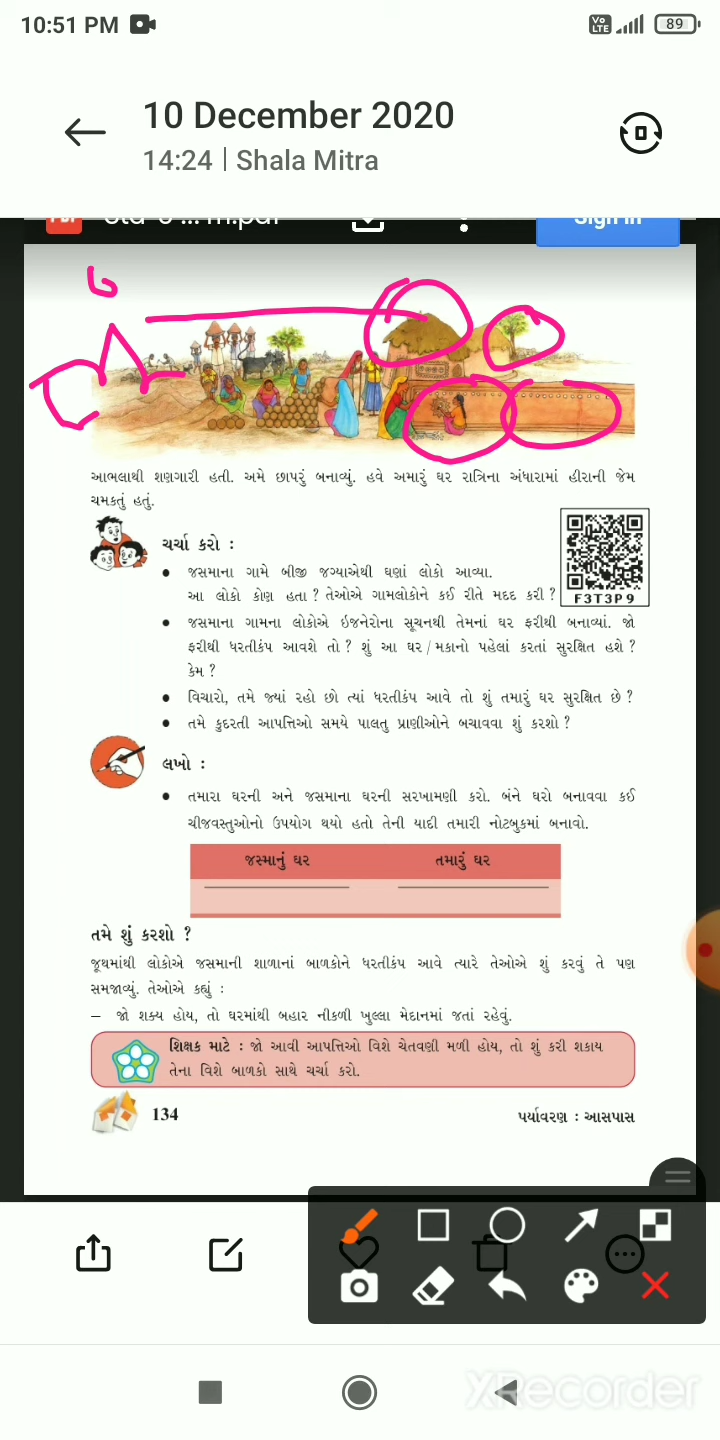 10:51 PM
Vo LTE 89
10 December 2020
14:24 | Shala Mitra
આભલાથી શણગારી હતી. અમે છાપરું બનાવ્યું. હવે અમારું ઘર રાત્રિના અંધારામાં હીરાની જેમ
ચમકતું હતું.
ચર્ચા કરો :
• જસમાના ગામે બીજી જગ્યાએથી ઘણાં લોકો આવ્યા.
આ લોકો કોણ હતા ? તેઓએ ગામલોકોને કઈ રીતે મદદ કરી ?
F3T3P9
• જસમાના ગામના લોકોએ ઇજનેરોના સૂચનથી તેમનાં ઘર ફરીથી બનાવ્યાં. જો
ફરીથી ધરતીકંપ આવશે તો ? શું આ ઘર / મકાનો પહેલાં કરતાં સુરક્ષિત હશે ?
કેમ ?
• વિચારો, તમે જ્યાં રહો છો ત્યાં ધરતીકંપ આવે તો શું તમારું ઘર સુરક્ષિત છે ?
• તમે કુદરતી આપત્તિઓ સમયે પાલતુ પ્રાણીઓને બચાવવા શું કરશો ?
લખો :
• તમારા ઘરની અને જસમાના ઘરની સરખામણી કરો. બંને ઘરો બનાવવા કઈ
ચીજવસ્તુઓનો ઉપયોગ થયો હતો તેની યાદી તમારી નોટબુકમાં બનાવો.
જસ્માનું ઘર તમારું ઘર
તમે શું કરશો ?
જૂથમાંથી લોકોએ જસમાની શાળાનાં બાળકોને ધરતીકંપ આવે ત્યારે તેઓએ શું કરવું તે પણ
સમજાવ્યું. તેઓએ કહ્યું :
– જો શક્ય હોય, તો ઘરમાંથી બહાર નીકળી ખુલ્લા મેદાનમાં જતાં રહેવું.
શિક્ષક માટે : જો આવી આપત્તિઓ વિશે ચેતવણી મળી હોય, તો શું કરી શકાય
તેના વિશે બાળકો સાથે ચર્ચા કરો.
134 પર્યાવરણ : આસપાસ
XRecorder